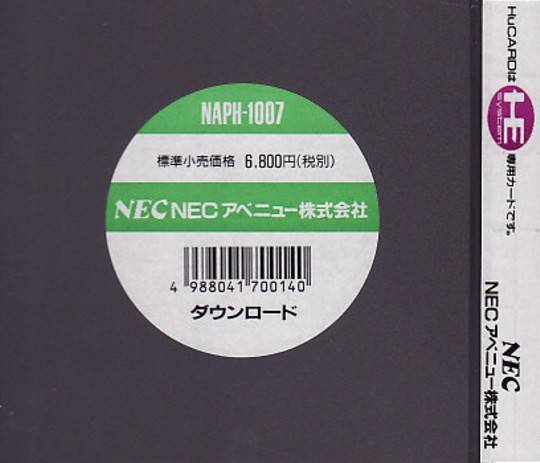 NAPH-1007
標準小売価格 6,800円(税別)
NEC NECアベニュー株式会社
4 988041 700140
ダウンロード
HuCARDは HE system 専用カードです。
NEC
NECアベニュー株式会社